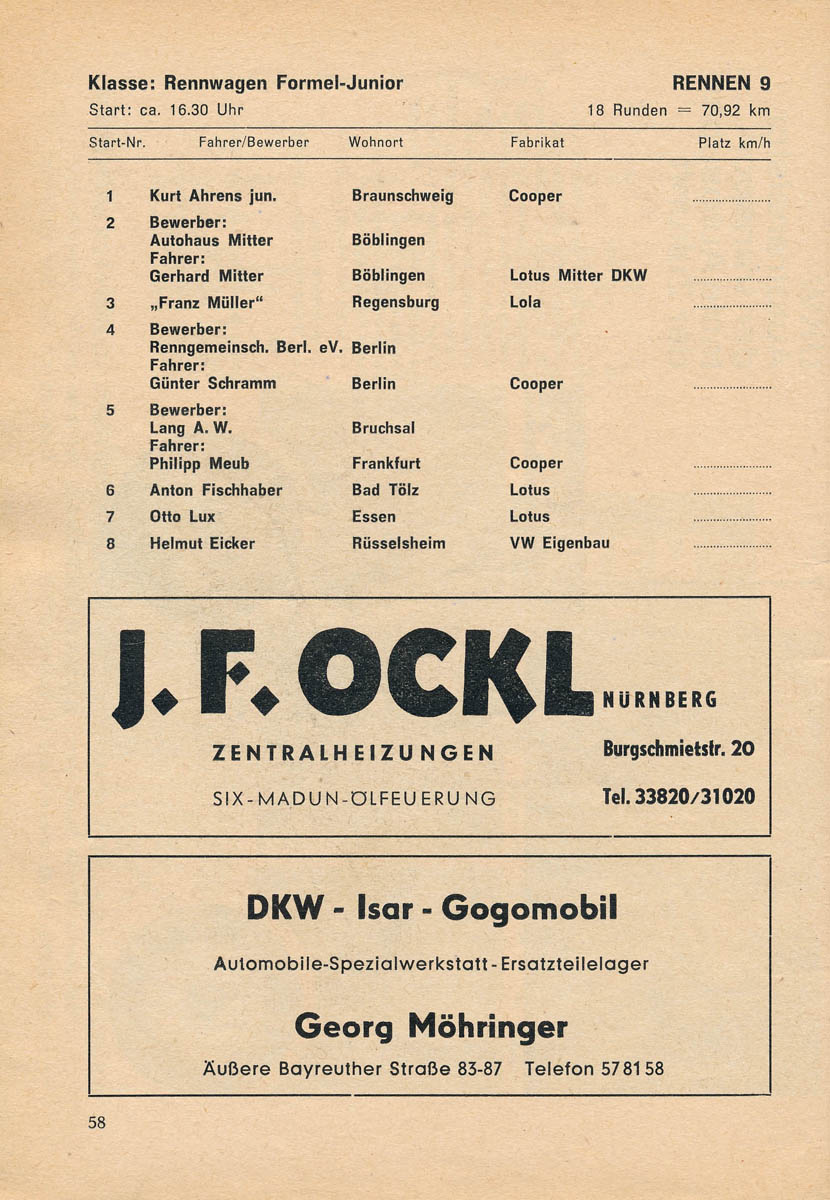 Klasse: Rennwagen Formel-Junior RENNEN 9
Start: ca. 16.30 Uhr 18 Runden = 70,92 km
Start-Nr. Fahrer/Bewerber Wohnort Fabrikat Platz km/h
1 Kurt Ahrens jun. Braunschweig Cooper ........................
2 Bewerber:
Autohaus Mitter Böblingen
Fahrer:
Gerhard Mitter Böblingen Lotus Mitter DKW ........................
3 „Franz Müller“ Regensburg Lola ........................
4 Bewerber:
Renngemeinsch. Berl. eV. Berlin
Fahrer:
Günter Schramm Berlin Cooper ........................
5 Bewerber:
Lang A. W. Bruchsal
Fahrer:
Philipp Meub Frankfurt Cooper ........................
6 Anton Fischhaber Bad Tölz Lotus ........................
7 Otto Lux Essen Lotus ........................
8 Helmut Eicker Rüsselsheim VW Eigenbau ........................
J. F. OCKL NÜRNBERG
ZENTRALHEIZUNGEN Burgschmietstr. 20
SIX-MADUN-ÖLFEUERUNG Tel. 33820/31020
DKW - Isar - Gogomobil
Automobile-Spezialwerkstatt - Ersatzteilelager
Georg Möhringer
Äußere Bayreuther Straße 83-87 Telefon 57 81 58
58